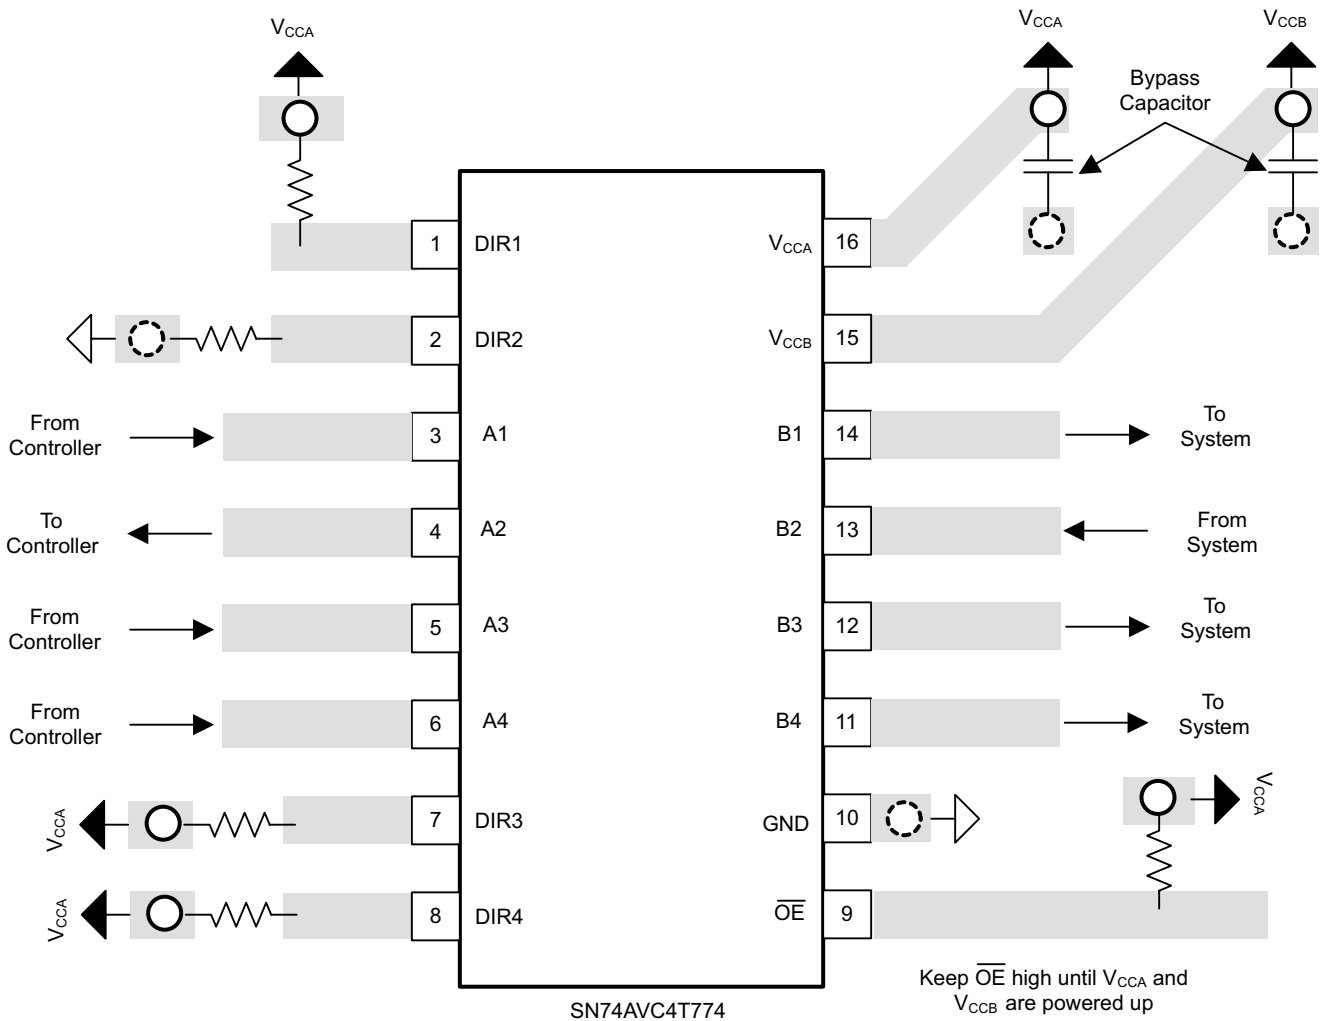 VCCA
VCCA
VCCB
Bypass
Capacitor
1 DIR1
VCCA 16
2 DIR2
VCCB 15
From
Controller
3 A1
B1 14
To
System
To
Controller
4 A2
B2 13
From
System
From
Controller
5 A3
B3 12
To
System
From
Controller
6 A4
B4 11
To
System
VCCA
7 DIR3
GND 10
VCCA
VCCA
8 DIR4
O̅E̅ 9
Keep O̅E̅ high until VCCA and
VCCB are powered up
SN74AVC4T774